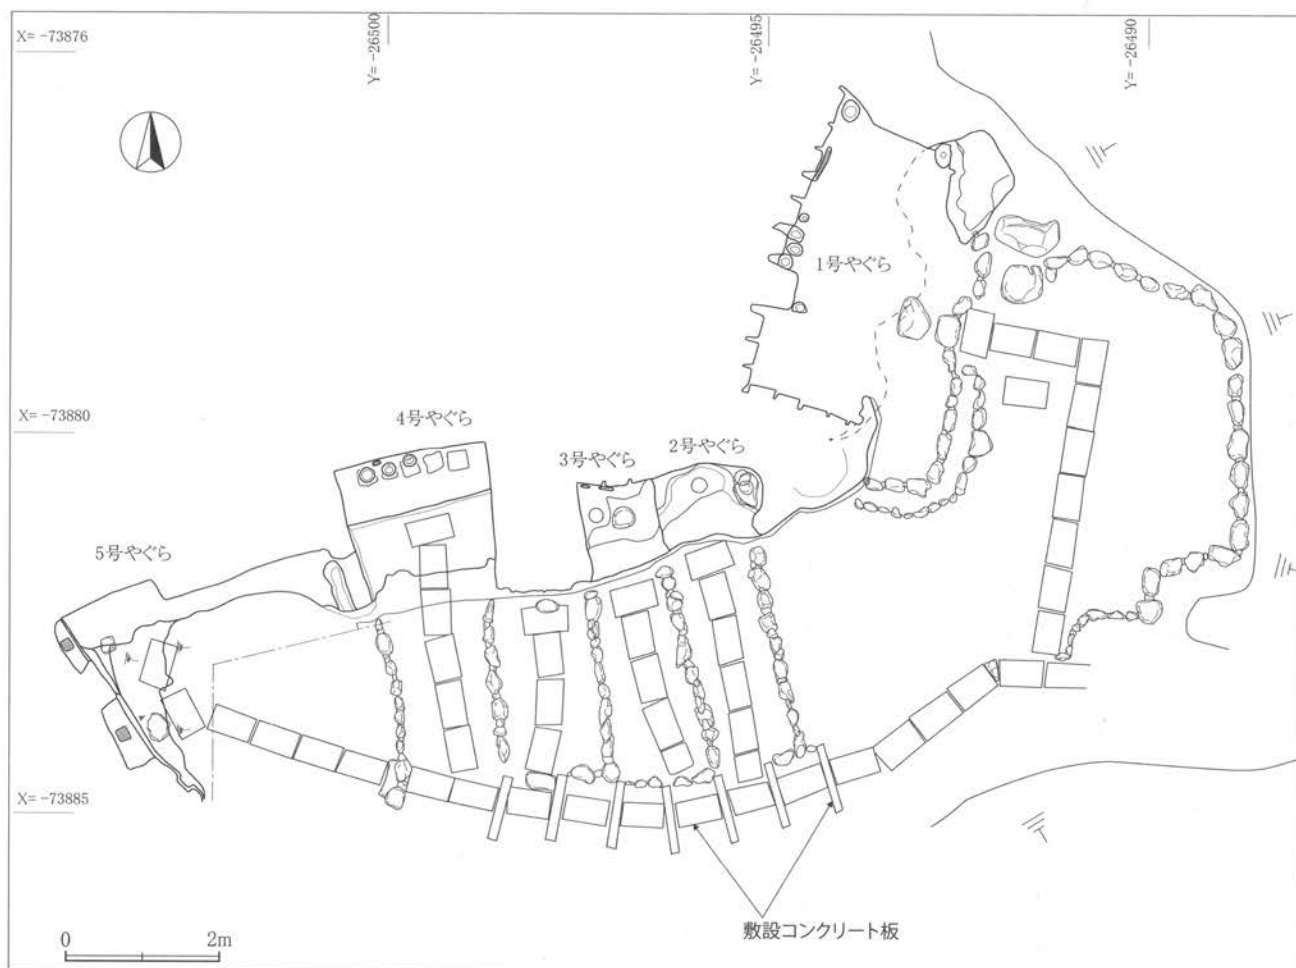 X= -73876
Y= -26500
Y= -26495
Y= -26490
1号やぐら
X= -73880
4号やぐら
3号やぐら
2号やぐら
5号やぐら
X= -73885
敷設コンクリート板
0
2m